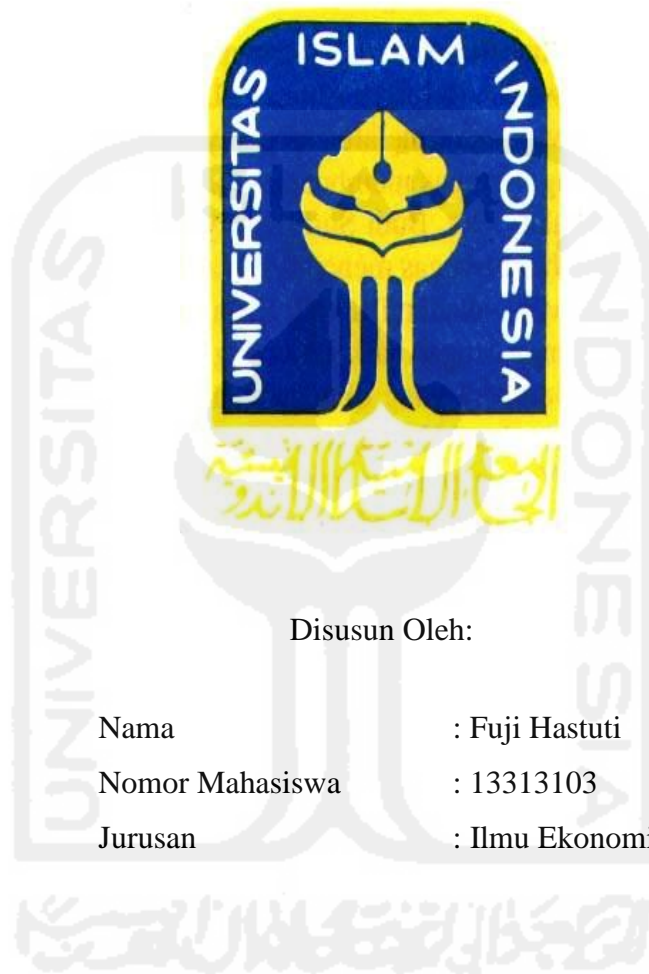 UNIVERSITAS ISLAM INDONESIA
Disusun Oleh:
Nama : Fuji Hastuti
Nomor Mahasiswa : 13313103
Jurusan : Ilmu Ekonomi